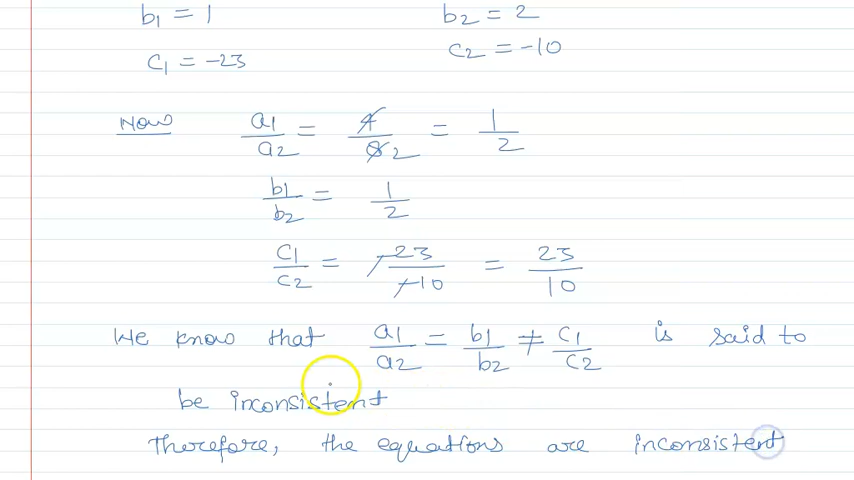 b1 = 1 b2 = 2
c1 = -23 c2 = -10
Now a1/a2 = 4/8 2 = 1/2
b1/b2 = 1/2
c1/c2 = -23/-10 = 23/10
We know that a1/a2 = b1/b2 ≠ c1/c2 is said to
be inconsistent
Therefore, the equations are inconsistent